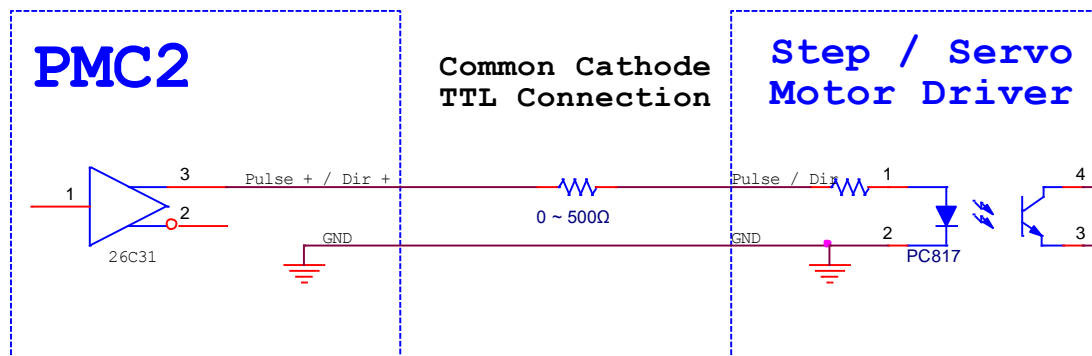 PMC2
Common Cathode
TTL Connection
Step / Servo
Motor Driver
1
3
2
26C31
Pulse + / Dir +
GND
0 ~ 500Ω
Pulse / Dir
GND
1
2
PC817
4
3